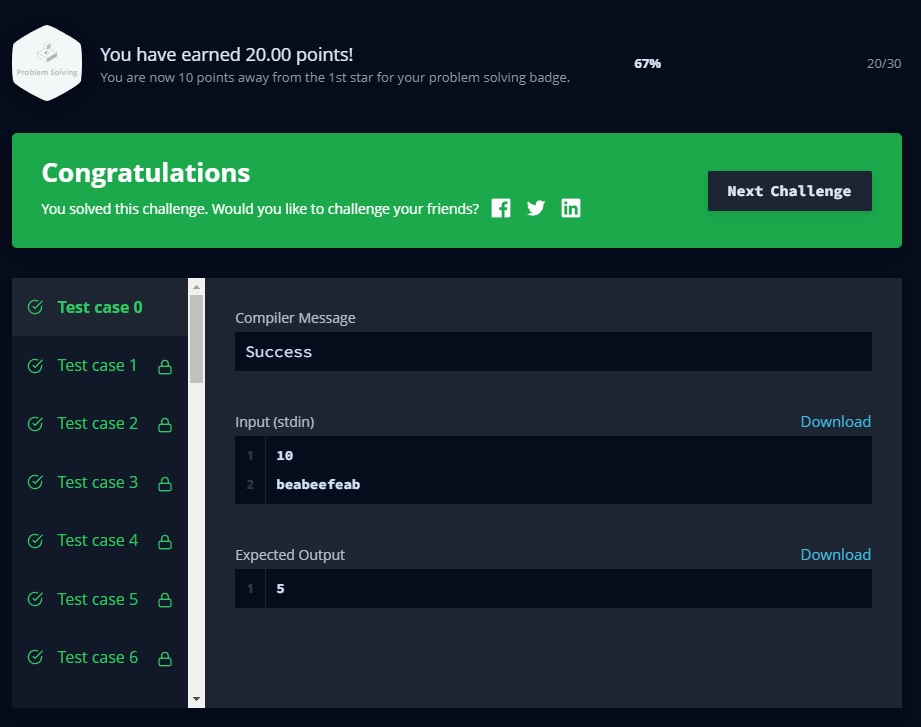 Problem Solving
You have earned 20.00 points!
You are now 10 points away from the 1st star for your problem solving badge.
67%
20/30
Congratulations
You solved this challenge. Would you like to challenge your friends?
Next Challenge
Test case 0
Test case 1
Test case 2
Test case 3
Test case 4
Test case 5
Test case 6
Compiler Message
Success
Input (stdin)
Download
1 10
2 beabeefeab
Expected Output
Download
1 5